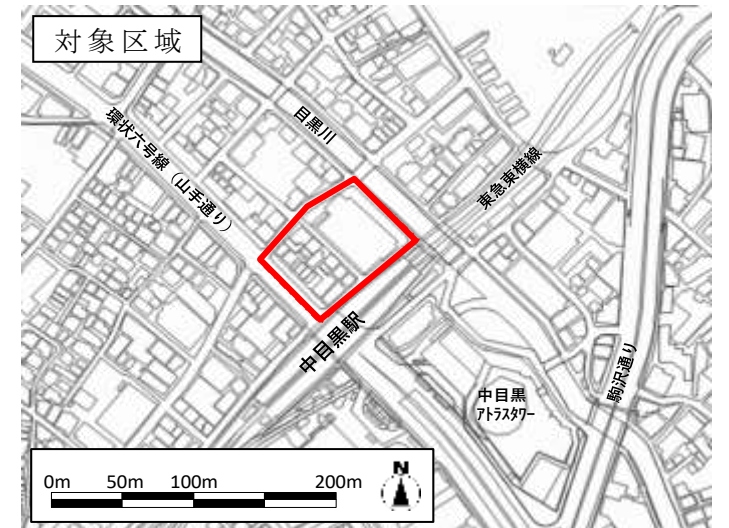 対象区域
環状六号線（山手通り）
目黒川
東急東横線
中目黒駅
中目黒
ｱﾄﾗｽﾀﾜｰ
駒沢通り
0m 50m 100m 200m
N